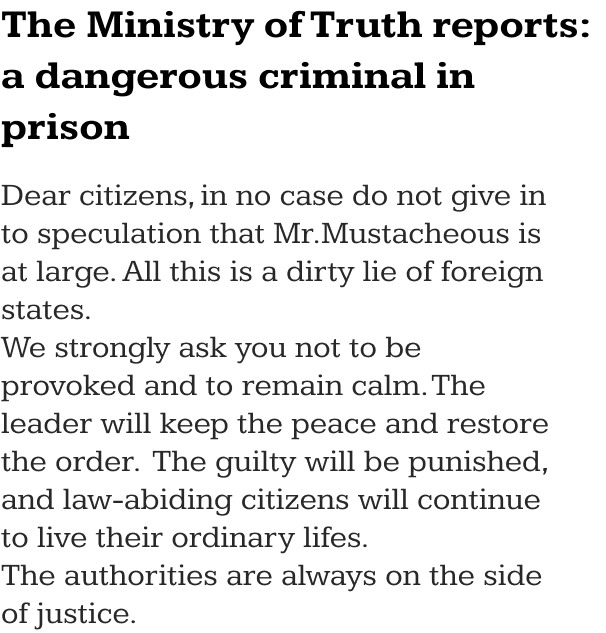 The Ministry of Truth reports:
a dangerous criminal in
prison
Dear citizens, in no case do not give in
to speculation that Mr.Mustacheous is
at large. All this is a dirty lie of foreign
states.
We strongly ask you not to be
provoked and to remain calm. The
leader will keep the peace and restore
the order. The guilty will be punished,
and law-abiding citizens will continue
to live their ordinary lifes.
The authorities are always on the side
of justice.